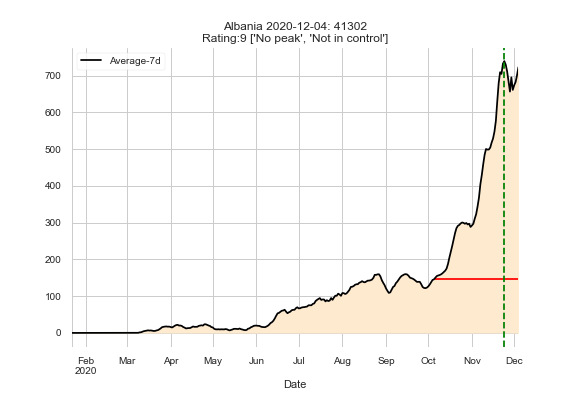 Albania 2020-12-04: 41302
Rating:9 ['No peak', 'Not in control']
Average-7d
700
600
500
400
300
200
100
0
Feb Mar Apr May Jun Jul Aug Sep Oct Nov Dec
2020
Date